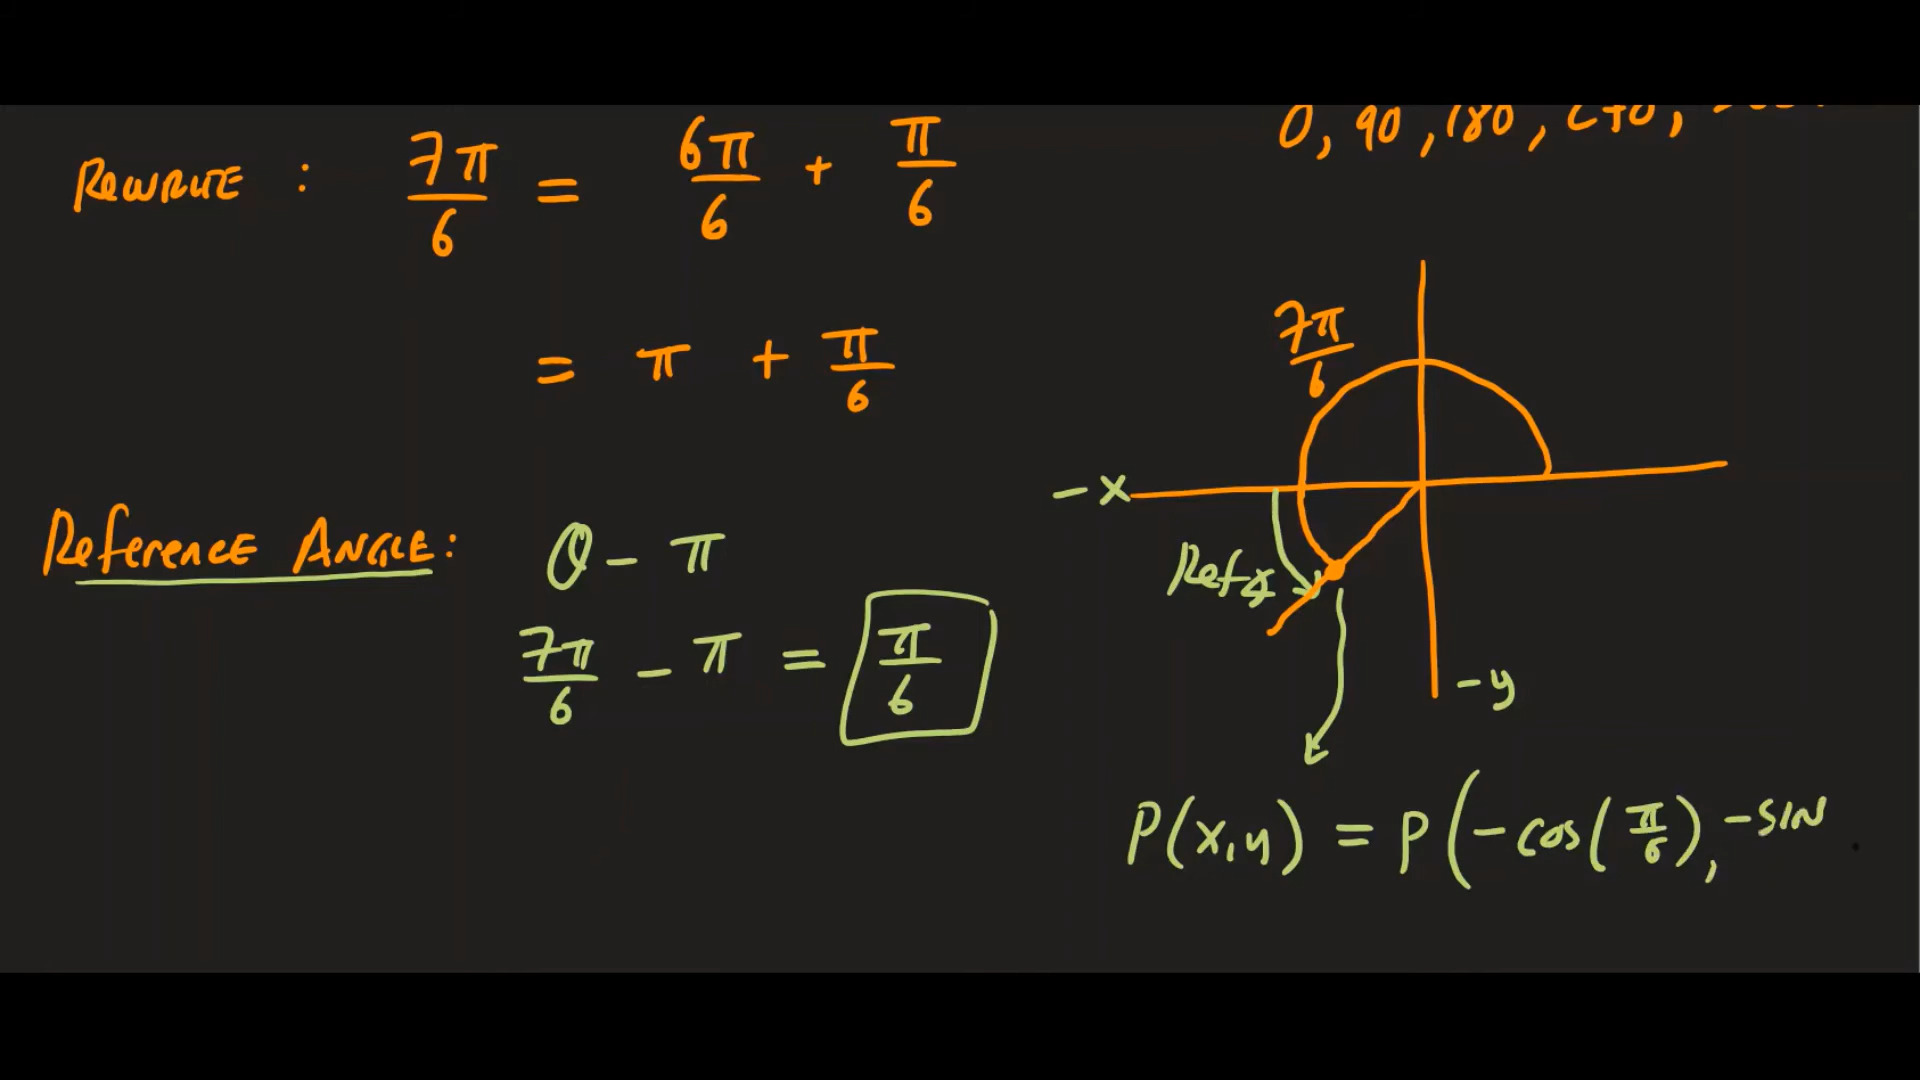 0, 90, 180, 270,
Rewrite : 7π/6 = 6π/6 + π/6
= π + π/6
7π/6
-x
Reference Angle: θ - π
Ref∡
7π/6 - π = π/6
-y
P(x,y) = P(-cos(π/6), -sin